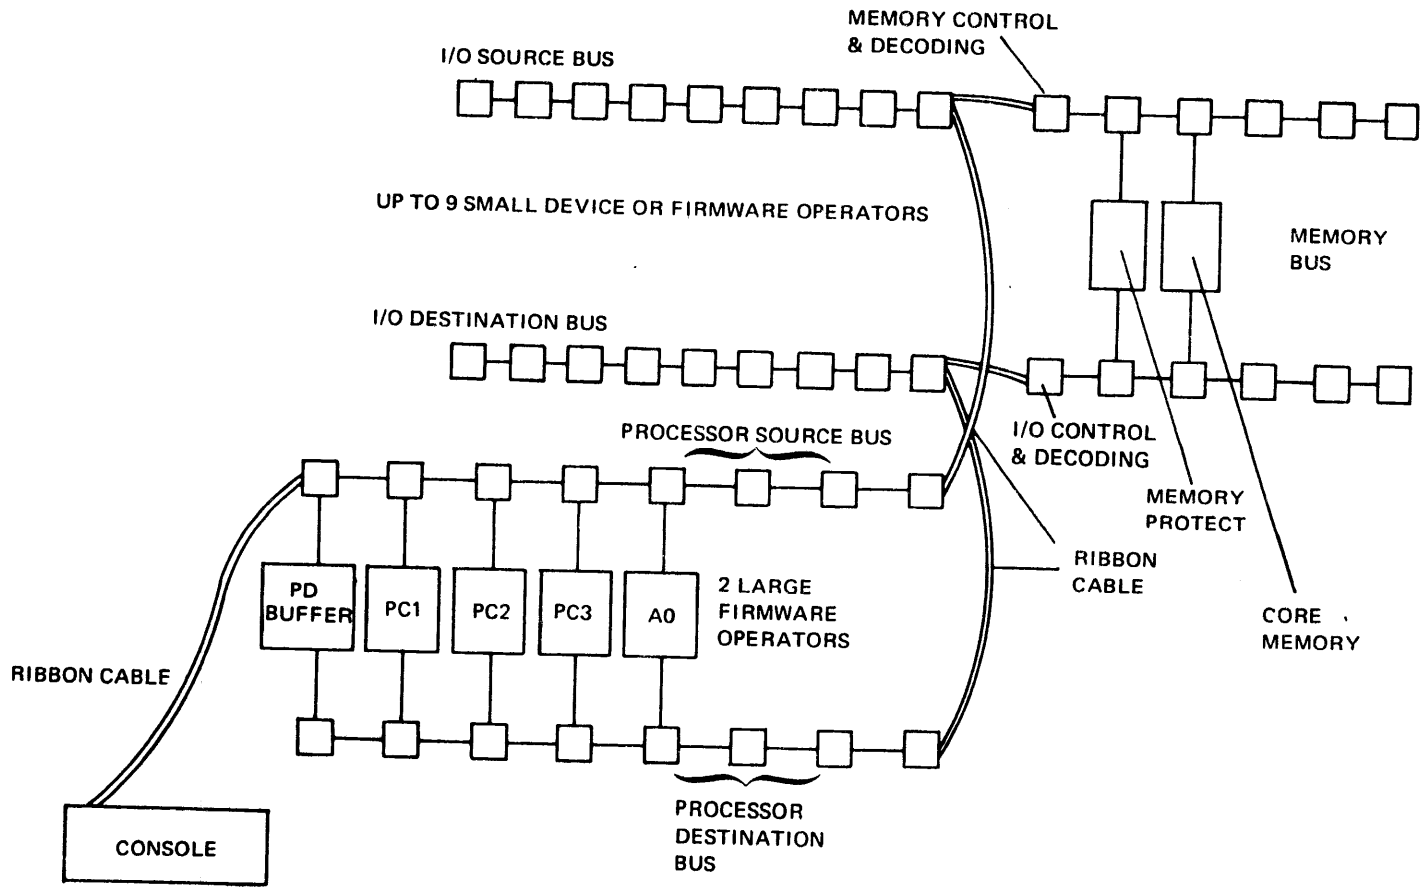 MEMORY CONTROL
& DECODING
I/O SOURCE BUS
UP TO 9 SMALL DEVICE OR FIRMWARE OPERATORS
MEMORY
BUS
I/O DESTINATION BUS
PROCESSOR SOURCE BUS
I/O CONTROL
& DECODING
MEMORY
PROTECT
RIBBON
CABLE
CORE
MEMORY
PD
BUFFER
PC1
PC2
PC3
A0
2 LARGE
FIRMWARE
OPERATORS
RIBBON CABLE
PROCESSOR
DESTINATION
BUS
CONSOLE